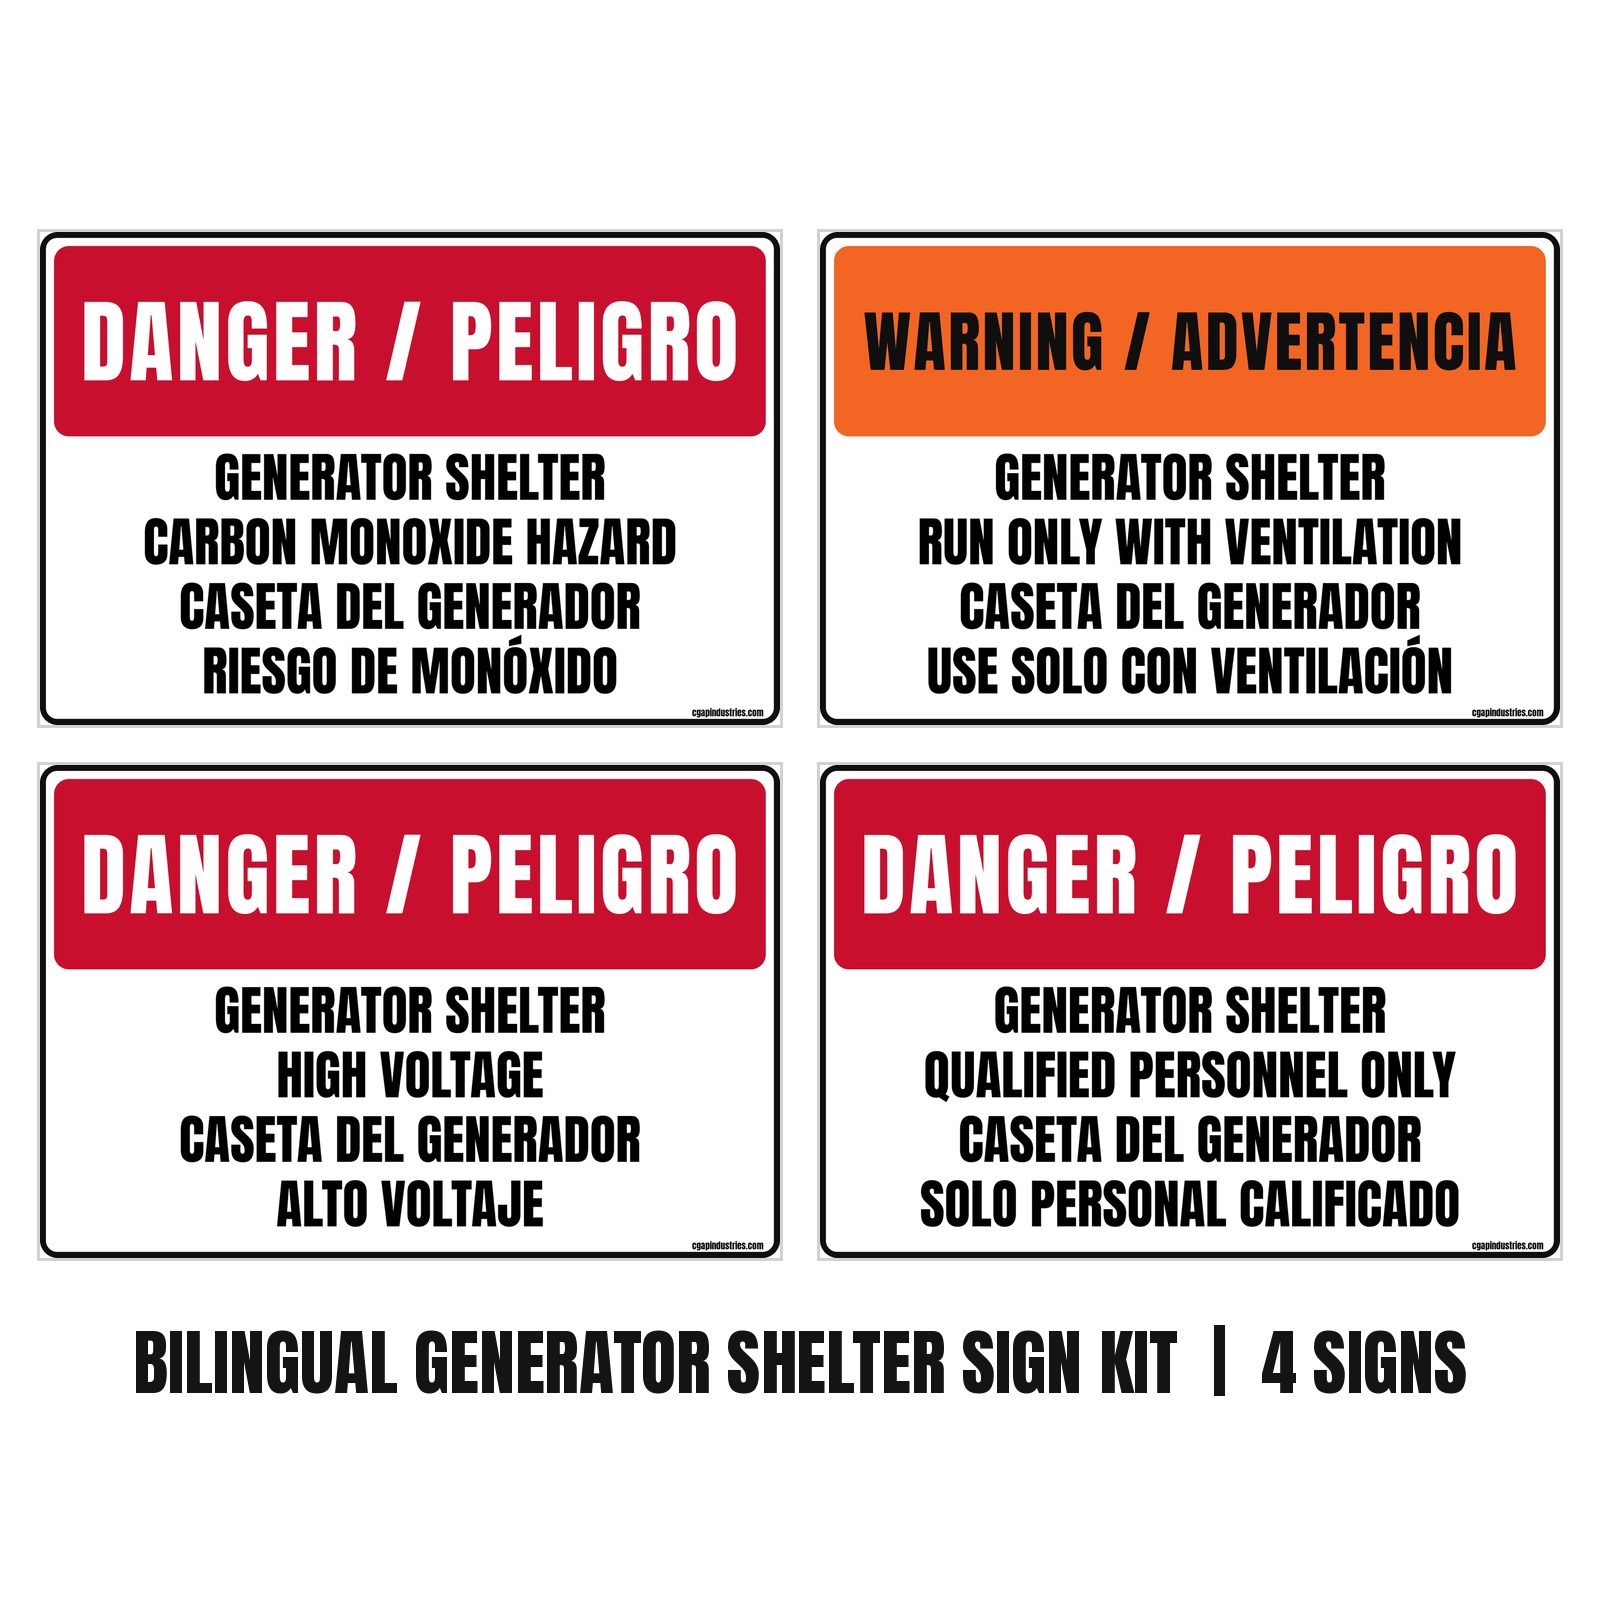 DANGER / PELIGRO
GENERATOR SHELTER
CARBON MONOXIDE HAZARD
CASETA DEL GENERADOR
RIESGO DE MONÓXIDO
cgapindustries.com
WARNING / ADVERTENCIA
GENERATOR SHELTER
RUN ONLY WITH VENTILATION
CASETA DEL GENERADOR
USE SOLO CON VENTILACIÓN
cgapindustries.com
DANGER / PELIGRO
GENERATOR SHELTER
HIGH VOLTAGE
CASETA DEL GENERADOR
ALTO VOLTAJE
cgapindustries.com
DANGER / PELIGRO
GENERATOR SHELTER
QUALIFIED PERSONNEL ONLY
CASETA DEL GENERADOR
SOLO PERSONAL CALIFICADO
cgapindustries.com
BILINGUAL GENERATOR SHELTER SIGN KIT | 4 SIGNS